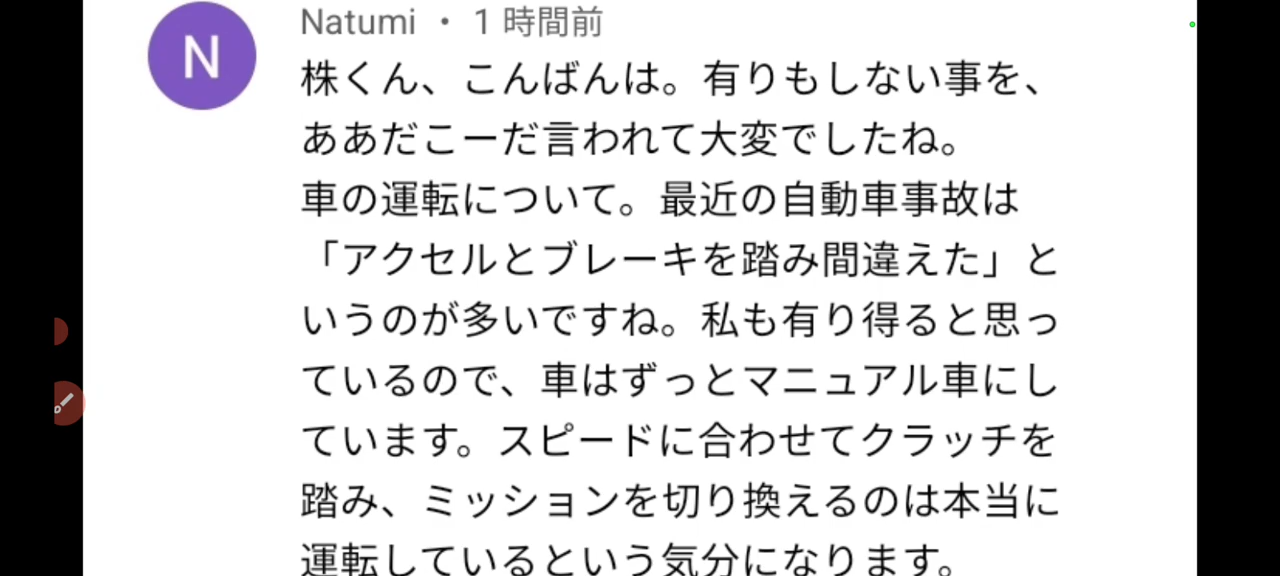 N
Natumi ・ 1 時間前
株くん、こんばんは。有りもしない事を、
ああだこーだ言われて大変でしたね。
車の運転について。最近の自動車事故は
「アクセルとブレーキを踏み間違えた」と
いうのが多いですね。私も有り得ると思っ
ているので、車はずっとマニュアル車にし
ています。スピードに合わせてクラッチを
踏み、ミッションを切り換えるのは本当に
運転しているという気分になります。